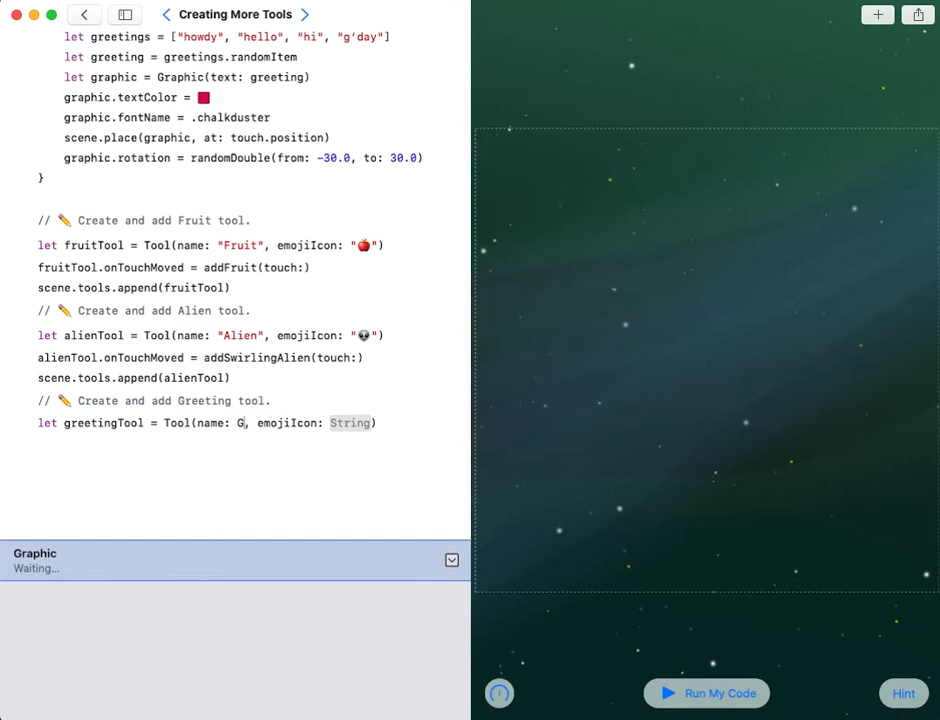 Creating More Tools
let greetings = ["howdy", "hello", "hi", "g'day"]
let greeting = greetings.randomItem
let graphic = Graphic(text: greeting)
graphic.textColor =
graphic.fontName = .chalkduster
scene.place(graphic, at: touch.position)
graphic.rotation = randomDouble(from: -30.0, to: 30.0)
}
// ✏️ Create and add Fruit tool.
let fruitTool = Tool(name: "Fruit", emojiIcon: "🍎")
fruitTool.onTouchMoved = addFruit(touch:)
scene.tools.append(fruitTool)
// ✏️ Create and add Alien tool.
let alienTool = Tool(name: "Alien", emojiIcon: "👽")
alienTool.onTouchMoved = addSwirlingAlien(touch:)
scene.tools.append(alienTool)
// ✏️ Create and add Greeting tool.
let greetingTool = Tool(name: G, emojiIcon: String)
Graphic
Waiting...
Run My Code
Hint